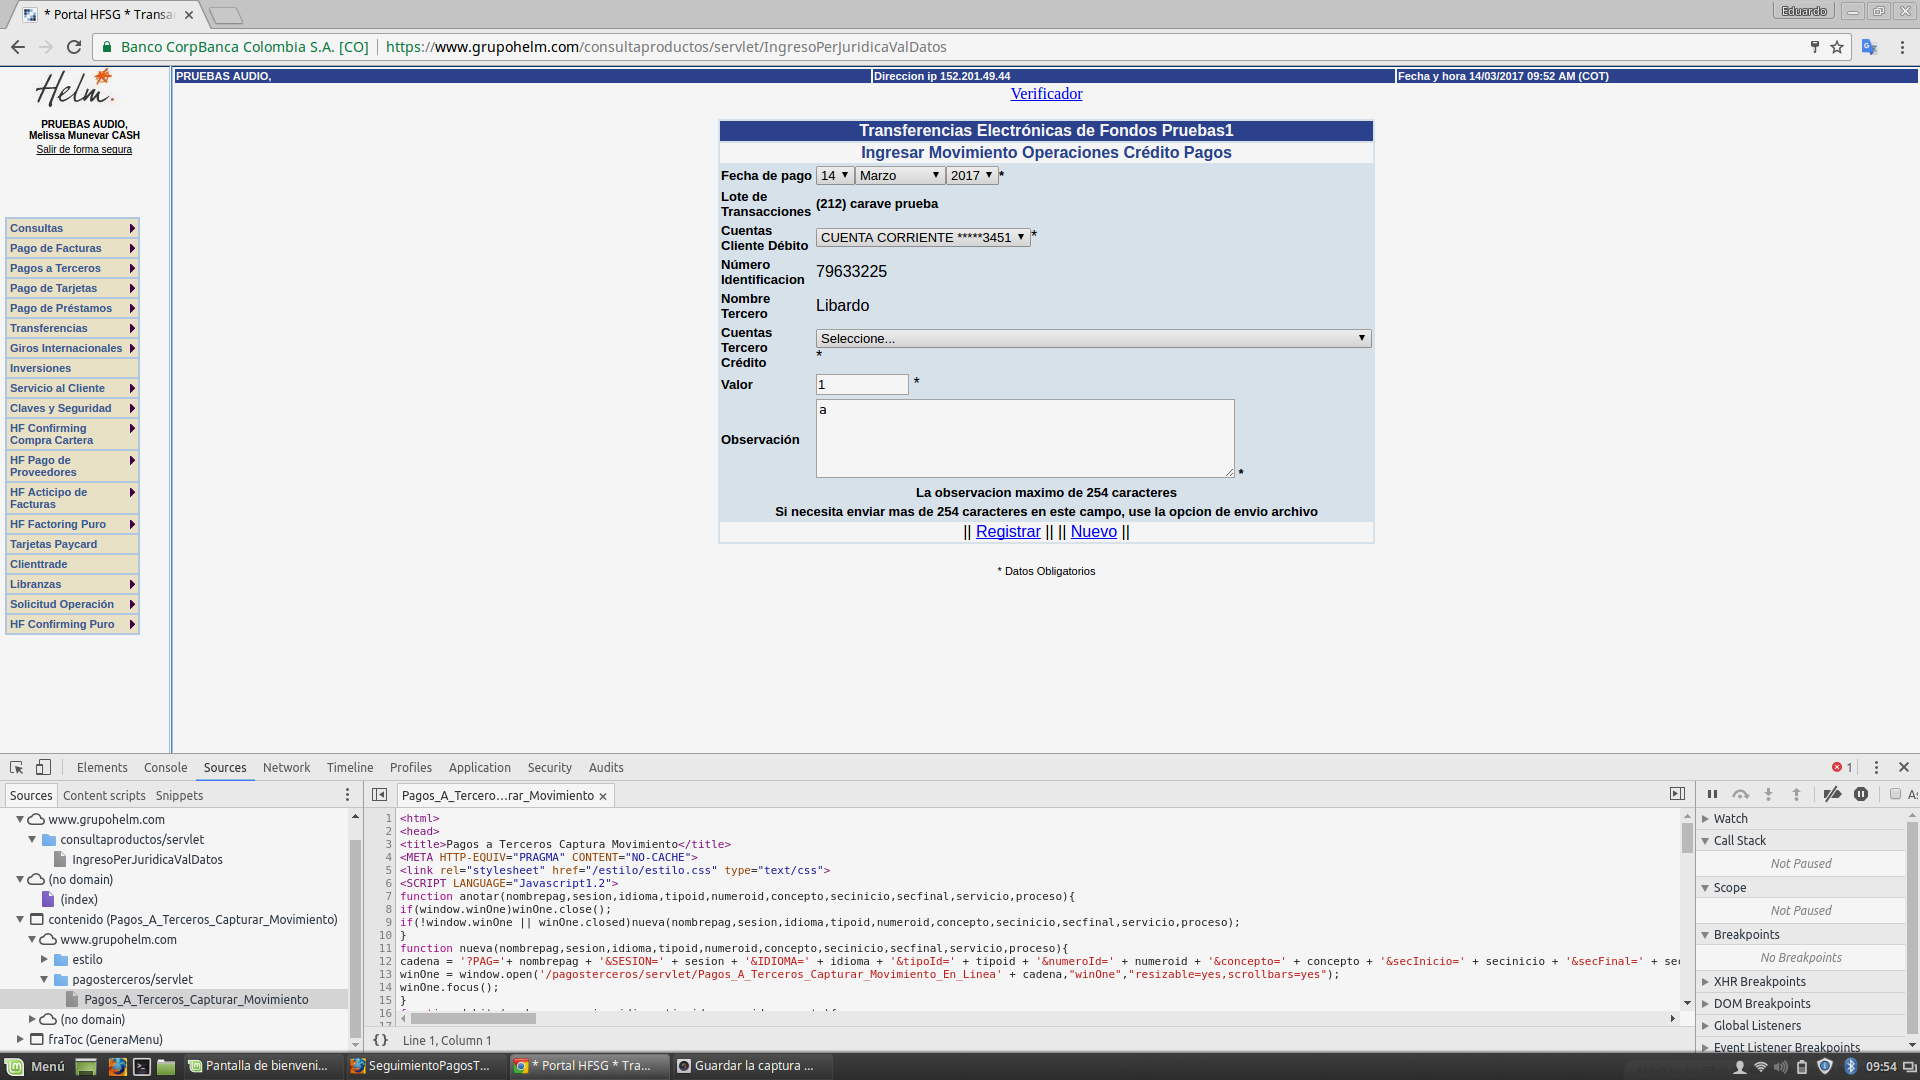 * Portal HFSG * Transa
Eduardo
Banco CorpBanca Colombia S.A. [CO]
https://www.grupohelm.com/consultaproductos/servlet/IngresoPerJuridicaValDatos
Helm.
PRUEBAS AUDIO,
Melissa Munevar CASH
Salir de forma segura
Consultas
Pago de Facturas
Pagos a Terceros
Pago de Tarjetas
Pago de Préstamos
Transferencias
Giros Internacionales
Inversiones
Servicio al Cliente
Claves y Seguridad
HF Confirming
Compra Cartera
HF Pago de
Proveedores
HF Acticipo de
Facturas
HF Factoring Puro
Tarjetas Paycard
Clienttrade
Libranzas
Solicitud Operación
HF Confirming Puro
PRUEBAS AUDIO,
Direccion ip 152.201.49.44
Fecha y hora 14/03/2017 09:52 AM (COT)
Verificador
Transferencias Electrónicas de Fondos Pruebas1
Ingresar Movimiento Operaciones Crédito Pagos
Fecha de pago 14 Marzo 2017 *
Lote de
Transacciones
(212) carave prueba
Cuentas
Cliente Débito
CUENTA CORRIENTE *****3451 *
Número
Identificacion
79633225
Nombre
Tercero
Libardo
Cuentas
Tercero
Crédito
Seleccione...
*
Valor 1 *
Observación
a
*
La observacion maximo de 254 caracteres
Si necesita enviar mas de 254 caracteres en este campo, use la opcion de envio archivo
|| Registrar || || Nuevo ||
* Datos Obligatorios
Elements Console Sources Network Timeline Profiles Application Security Audits
1
Sources Content scripts Snippets
www.grupohelm.com
consultaproductos/servlet
IngresoPerJuridicaValDatos
(no domain)
(index)
contenido (Pagos_A_Terceros_Capturar_Movimiento)
www.grupohelm.com
estilo
pagosterceros/servlet
Pagos_A_Terceros_Capturar_Movimiento
(no domain)
fraToc (GeneraMenu)
Pagos_A_Tercero...rar_Movimiento ×
1 <html>
2 <head>
3 <title>Pagos a Terceros Captura Movimiento</title>
4 <META HTTP-EQUIV="PRAGMA" CONTENT="NO-CACHE">
5 <link rel="stylesheet" href="/estilo/estilo.css" type="text/css">
6 <SCRIPT LANGUAGE="Javascript1.2">
7 function anotar(nombrepag,sesion,idioma,tipoid,numeroid,concepto,secinicio,secfinal,servicio,proceso){
8 if(window.winOne)winOne.close();
9 if(!window.winOne || winOne.closed)nueva(nombrepag,sesion,idioma,tipoid,numeroid,concepto,secinicio,secfinal,servicio,proceso);
10 }
11 function nueva(nombrepag,sesion,idioma,tipoid,numeroid,concepto,secinicio,secfinal,servicio,proceso){
12 cadena = '?PAG='+ nombrepag + '&SESION=' + sesion + '&IDIOMA=' + idioma + '&tipoId=' + tipoid + '&numeroId=' + numeroid + '&concepto=' + concepto + '&secInicio=' + secinicio + '&secFinal=' + sec
13 winOne = window.open('/pagosterceros/servlet/Pagos_A_Terceros_Capturar_Movimiento_En_Linea' + cadena,"winOne","resizable=yes,scrollbars=yes");
14 winOne.focus();
15 }
16
17
{} Line 1, Column 1
As
Watch
Call Stack
Not Paused
Scope
Not Paused
Breakpoints
No Breakpoints
XHR Breakpoints
DOM Breakpoints
Global Listeners
Event Listener Breakpoints
Menú
Pantalla de bienveni...
SeguimientoPagosT...
* Portal HFSG * Tra...
Guardar la captura ...
09:54